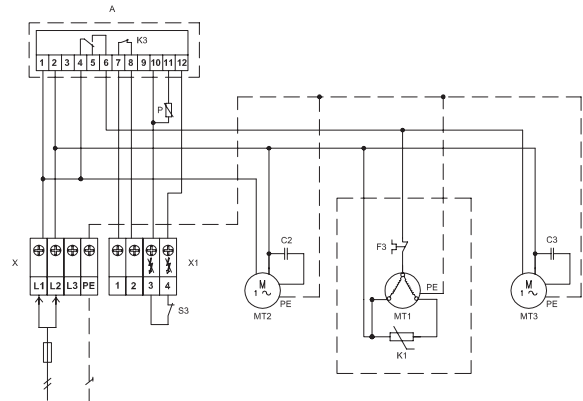 A
K3
1 2 3 4 5 6 7 8 9 10 11 12
P
X
L1 L2 L3 PE
1 2 3 4
X1
S3
C2
M
1 ~
PE
MT2
F3
PE
MT1
K1
C3
M
1 ~
PE
MT3